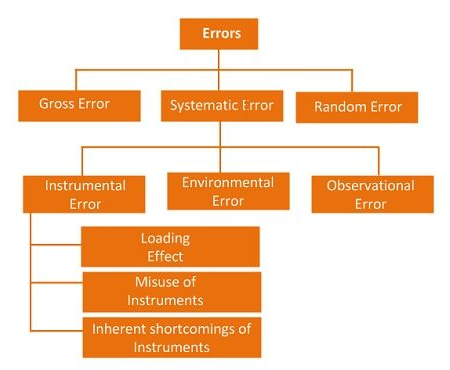 Errors
Gross Error
Systematic Error
Random Error
Instrumental
Error
Environmental
Error
Observational
Error
Loading
Effect
Misuse of
Instruments
Inherent shortcomings of
Instruments